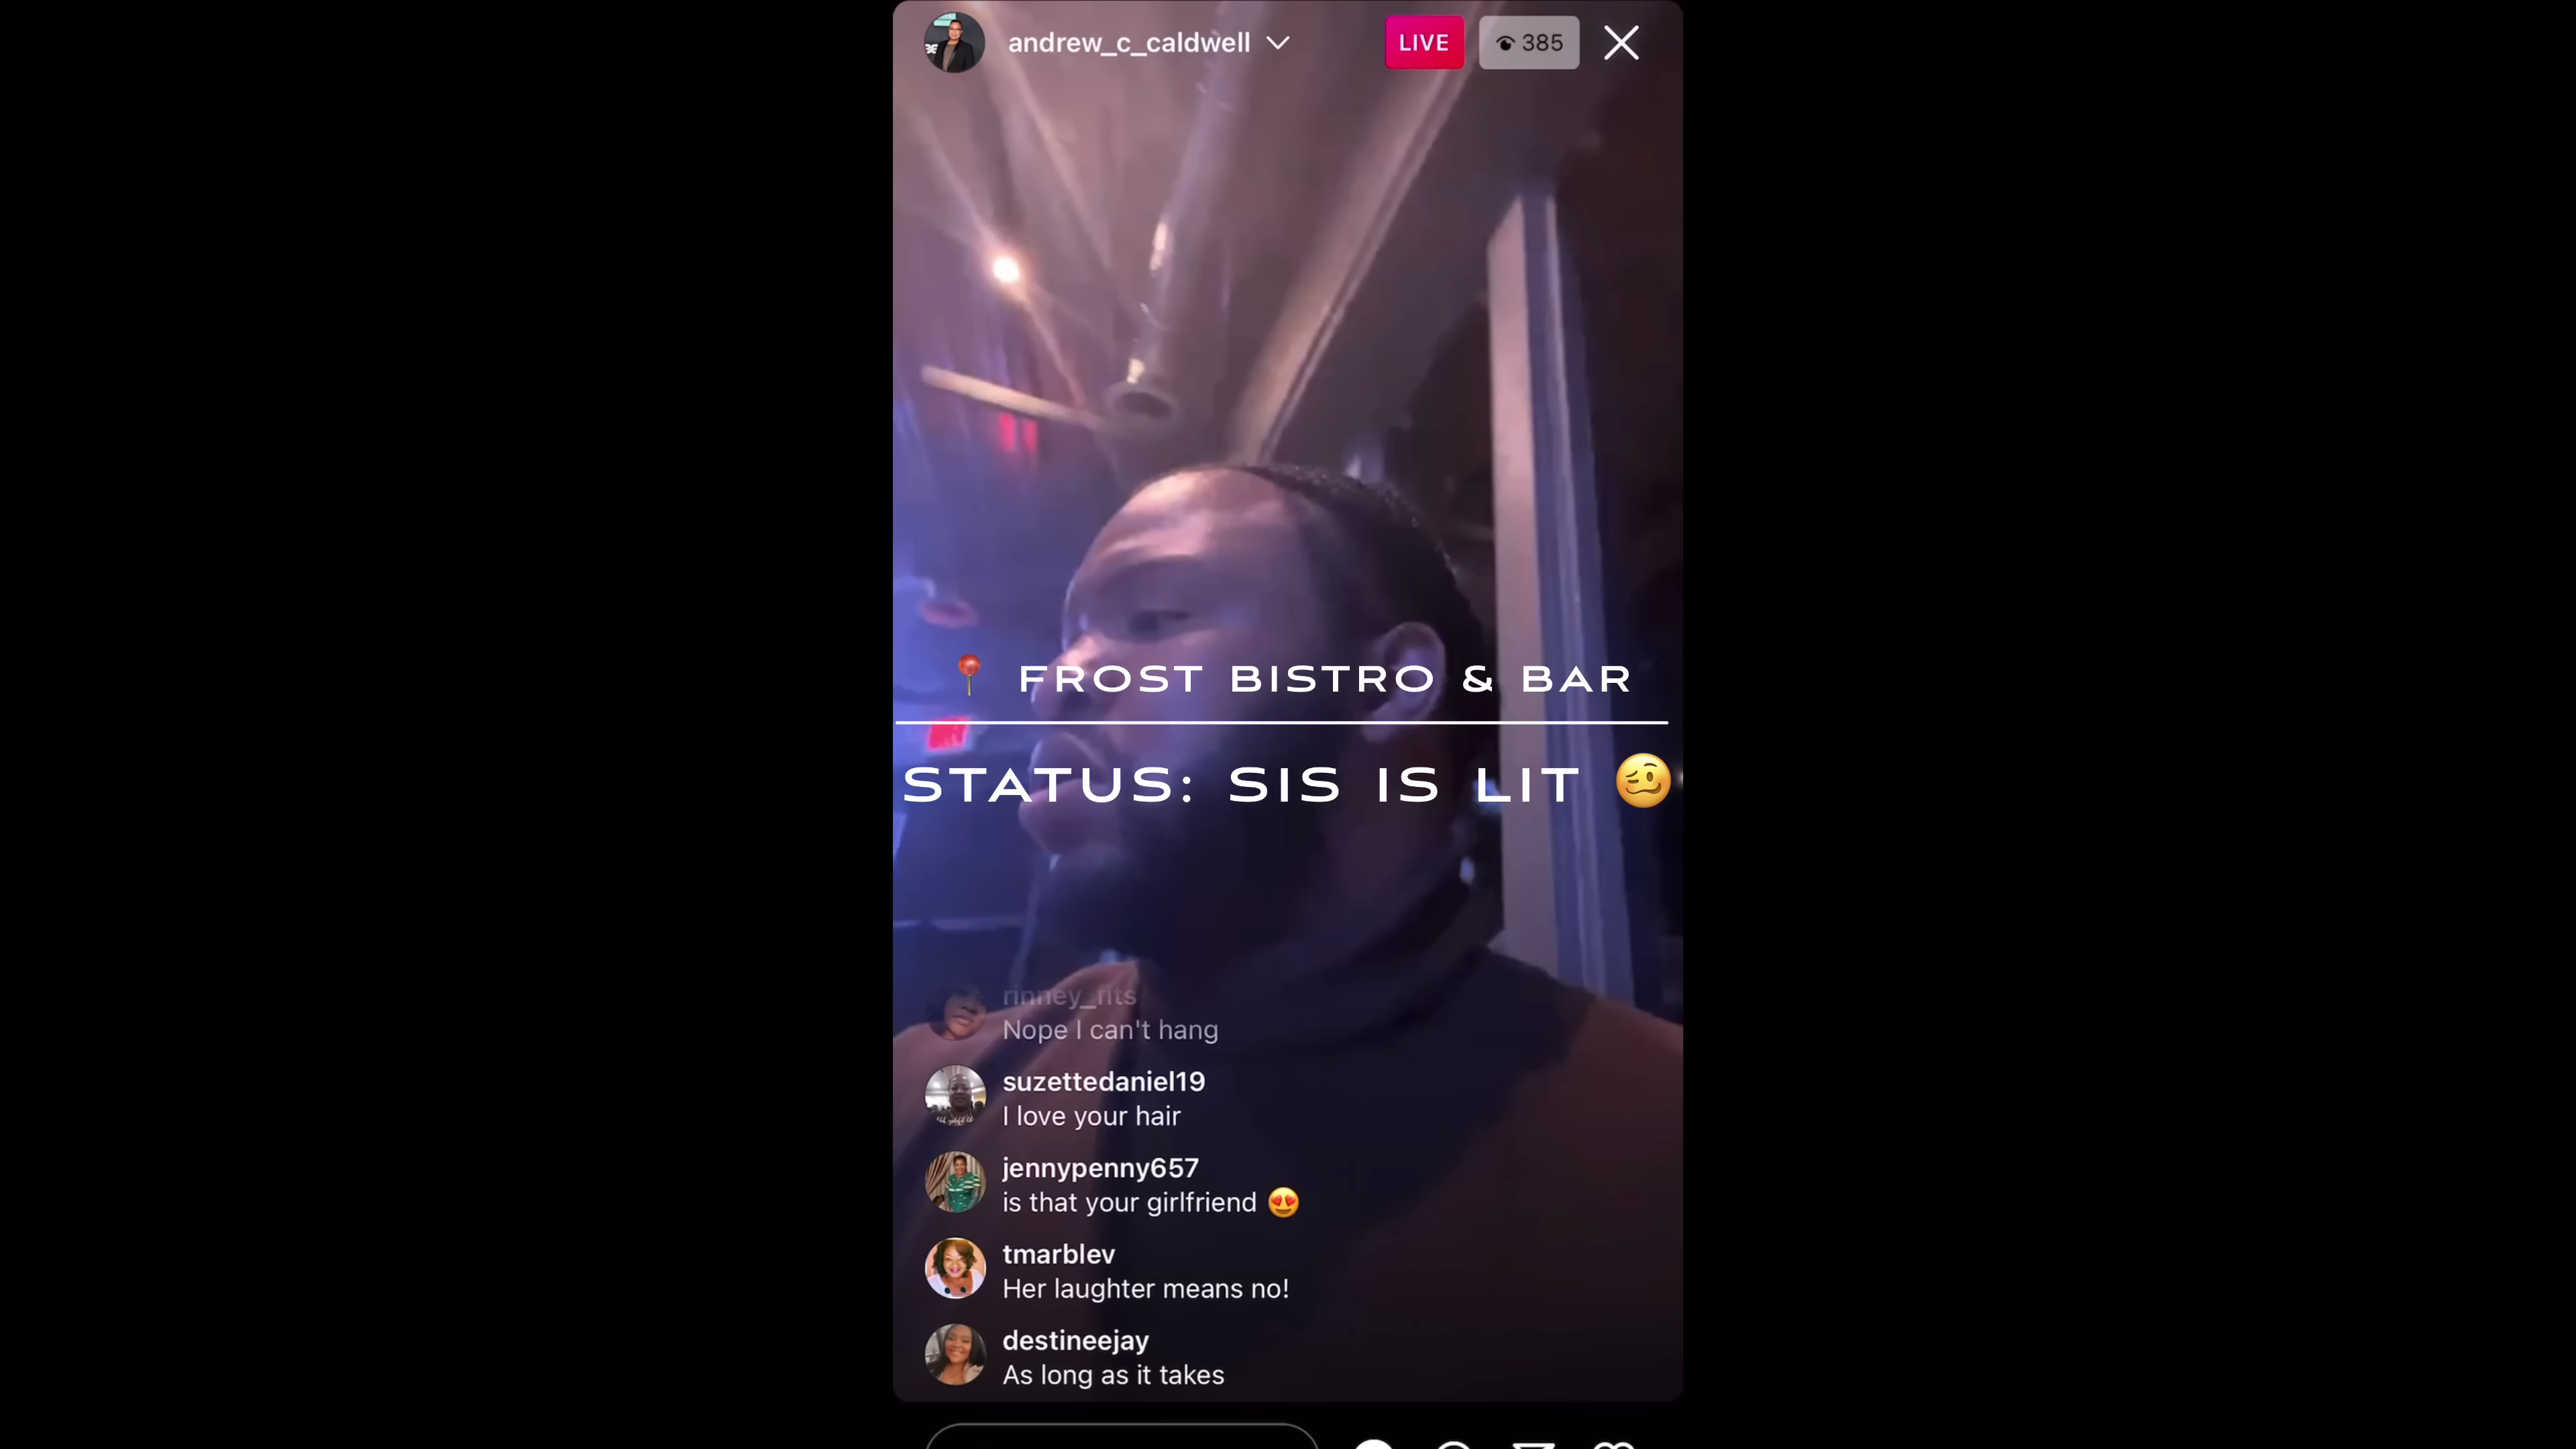 andrew_c_caldwell
LIVE
385
📍 FROST BISTRO & BAR
STATUS: SIS IS LIT 🥴
rinney_fits
Nope I can't hang
suzettedaniel19
I love your hair
jennypenny657
is that your girlfriend 😍
tmarblev
Her laughter means no!
destineejay
As long as it takes